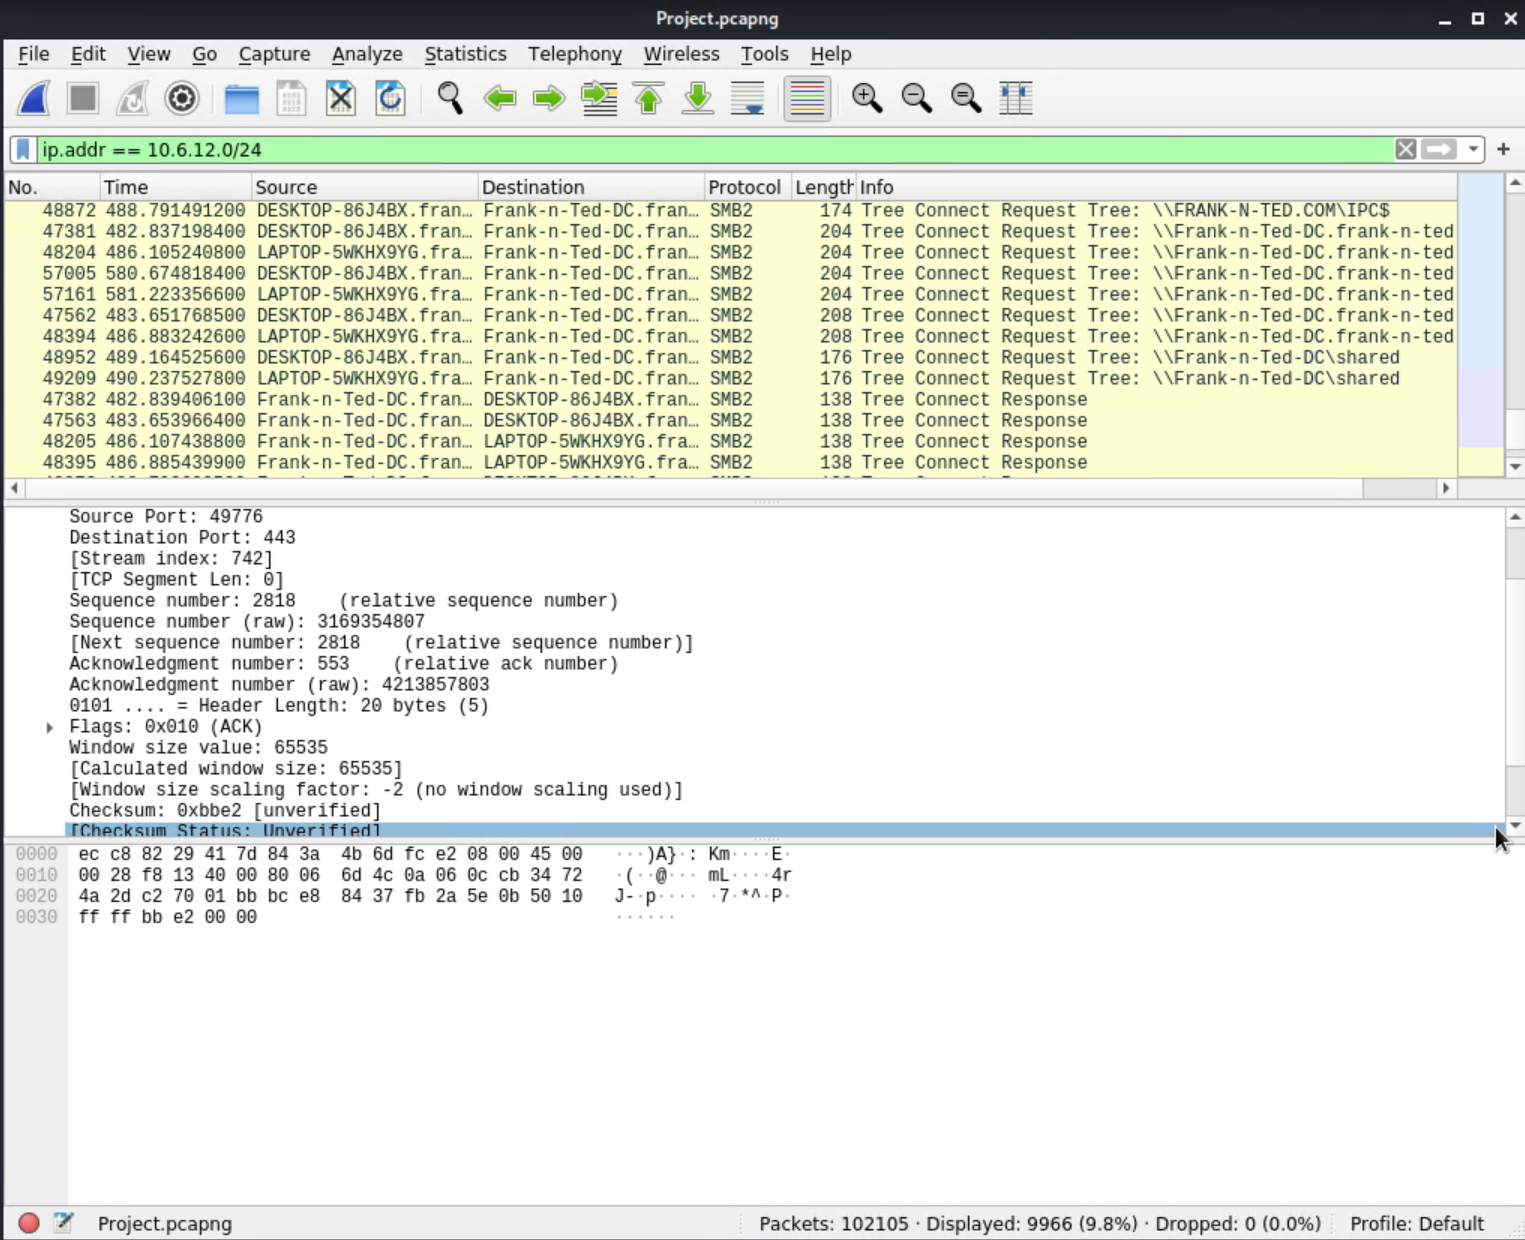 Project.pcapng
File Edit View Go Capture Analyze Statistics Telephony Wireless Tools Help
ip.addr == 10.6.12.0/24
No. Time Source Destination Protocol Length Info
48872 488.791491200 DESKTOP-86J4BX.fran… Frank-n-Ted-DC.fran… SMB2 174 Tree Connect Request Tree: \\FRANK-N-TED.COM\IPC$
47381 482.837198400 DESKTOP-86J4BX.fran… Frank-n-Ted-DC.fran… SMB2 204 Tree Connect Request Tree: \\Frank-n-Ted-DC.frank-n-ted
48204 486.105240800 LAPTOP-5WKHX9YG.fra… Frank-n-Ted-DC.fran… SMB2 204 Tree Connect Request Tree: \\Frank-n-Ted-DC.frank-n-ted
57005 580.674818400 DESKTOP-86J4BX.fran… Frank-n-Ted-DC.fran… SMB2 204 Tree Connect Request Tree: \\Frank-n-Ted-DC.frank-n-ted
57161 581.223356600 LAPTOP-5WKHX9YG.fra… Frank-n-Ted-DC.fran… SMB2 204 Tree Connect Request Tree: \\Frank-n-Ted-DC.frank-n-ted
47562 483.651768500 DESKTOP-86J4BX.fran… Frank-n-Ted-DC.fran… SMB2 208 Tree Connect Request Tree: \\Frank-n-Ted-DC.frank-n-ted
48394 486.883242600 LAPTOP-5WKHX9YG.fra… Frank-n-Ted-DC.fran… SMB2 208 Tree Connect Request Tree: \\Frank-n-Ted-DC.frank-n-ted
48952 489.164525600 DESKTOP-86J4BX.fran… Frank-n-Ted-DC.fran… SMB2 176 Tree Connect Request Tree: \\Frank-n-Ted-DC\shared
49209 490.237527800 LAPTOP-5WKHX9YG.fra… Frank-n-Ted-DC.fran… SMB2 176 Tree Connect Request Tree: \\Frank-n-Ted-DC\shared
47382 482.839406100 Frank-n-Ted-DC.fran… DESKTOP-86J4BX.fran… SMB2 138 Tree Connect Response
47563 483.653966400 Frank-n-Ted-DC.fran… DESKTOP-86J4BX.fran… SMB2 138 Tree Connect Response
48205 486.107438800 Frank-n-Ted-DC.fran… LAPTOP-5WKHX9YG.fra… SMB2 138 Tree Connect Response
48395 486.885439900 Frank-n-Ted-DC.fran… LAPTOP-5WKHX9YG.fra… SMB2 138 Tree Connect Response
Source Port: 49776
Destination Port: 443
[Stream index: 742]
[TCP Segment Len: 0]
Sequence number: 2818 (relative sequence number)
Sequence number (raw): 3169354807
[Next sequence number: 2818 (relative sequence number)]
Acknowledgment number: 553 (relative ack number)
Acknowledgment number (raw): 4213857803
0101 .... = Header Length: 20 bytes (5)
Flags: 0x010 (ACK)
Window size value: 65535
[Calculated window size: 65535]
[Window size scaling factor: -2 (no window scaling used)]
Checksum: 0xbbe2 [unverified]
[Checksum Status: Unverified]
0000 ec c8 82 29 41 7d 84 3a 4b 6d fc e2 08 00 45 00 ···)A}·: Km····E·
0010 00 28 f8 13 40 00 80 06 6d 4c 0a 06 0c cb 34 72 ·(··@··· mL····4r
0020 4a 2d c2 70 01 bb bc e8 84 37 fb 2a 5e 0b 50 10 J-·p···· ·7·*^·P·
0030 ff ff bb e2 00 00 ······
Project.pcapng
Packets: 102105 · Displayed: 9966 (9.8%) · Dropped: 0 (0.0%)
Profile: Default